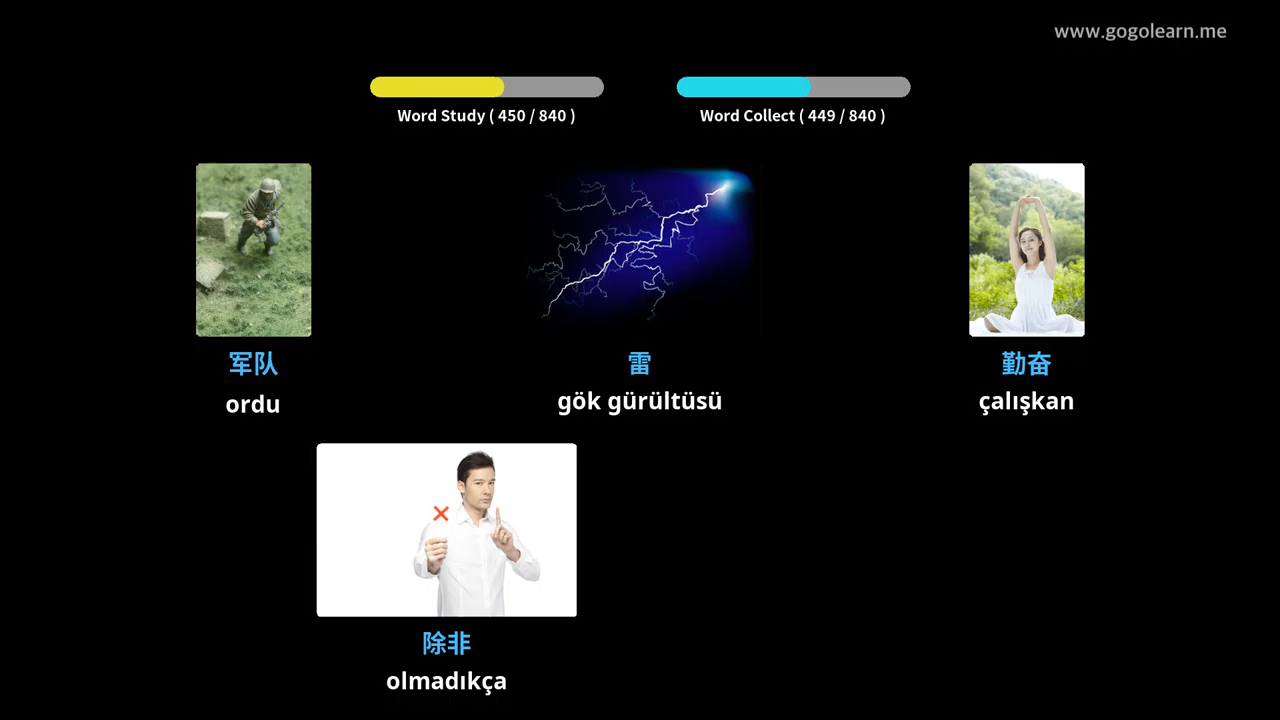 www.gogolearn.me
Word Study ( 450 / 840 )
Word Collect ( 449 / 840 )
军队
ordu
雷
gök gürültüsü
勤奋
çalışkan
除非
olmadıkça